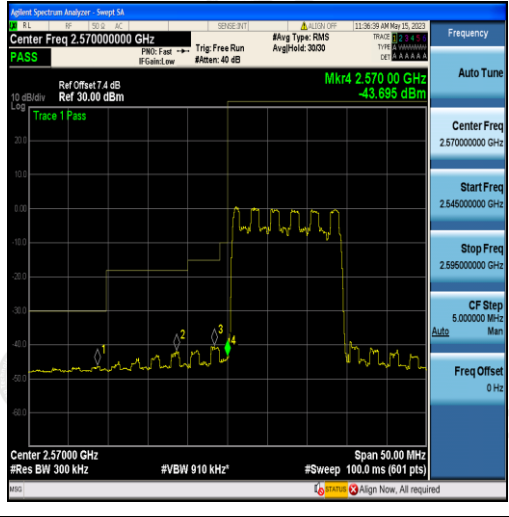 Agilent Spectrum Analyzer - Swept SA
RL RF 50 Ω AC SENSE:INT ALIGN OFF 11:36:39 AM May 15, 2023
Center Freq 2.570000000 GHz
#Avg Type: RMS
TRACE 1 2 3 4 5 6
PASS
PNO: Fast
Trig: Free Run
Avg|Hold: 30/30
TYPE A WWWWW
IFGain:Low
#Atten: 40 dB
DET A A A A A A
Frequency
Mkr4 2.570 00 GHz
Ref Offset 7.4 dB
10 dB/div Ref 30.00 dBm
-43.695 dBm
Log
Trace 1 Pass
20.0
10.0
0.00
-10.0
-20.0
-30.0
-50.0
-60.0
1
2
3
4
Center 2.57000 GHz
Span 50.00 MHz
#Res BW 300 kHz
#VBW 910 kHz*
#Sweep 100.0 ms (601 pts)
Auto Tune
Center Freq
2.570000000 GHz
Start Freq
2.545000000 GHz
Stop Freq
2.595000000 GHz
CF Step
5.000000 MHz
Auto Man
Freq Offset
0 Hz
MSG
STATUS Align Now, All required